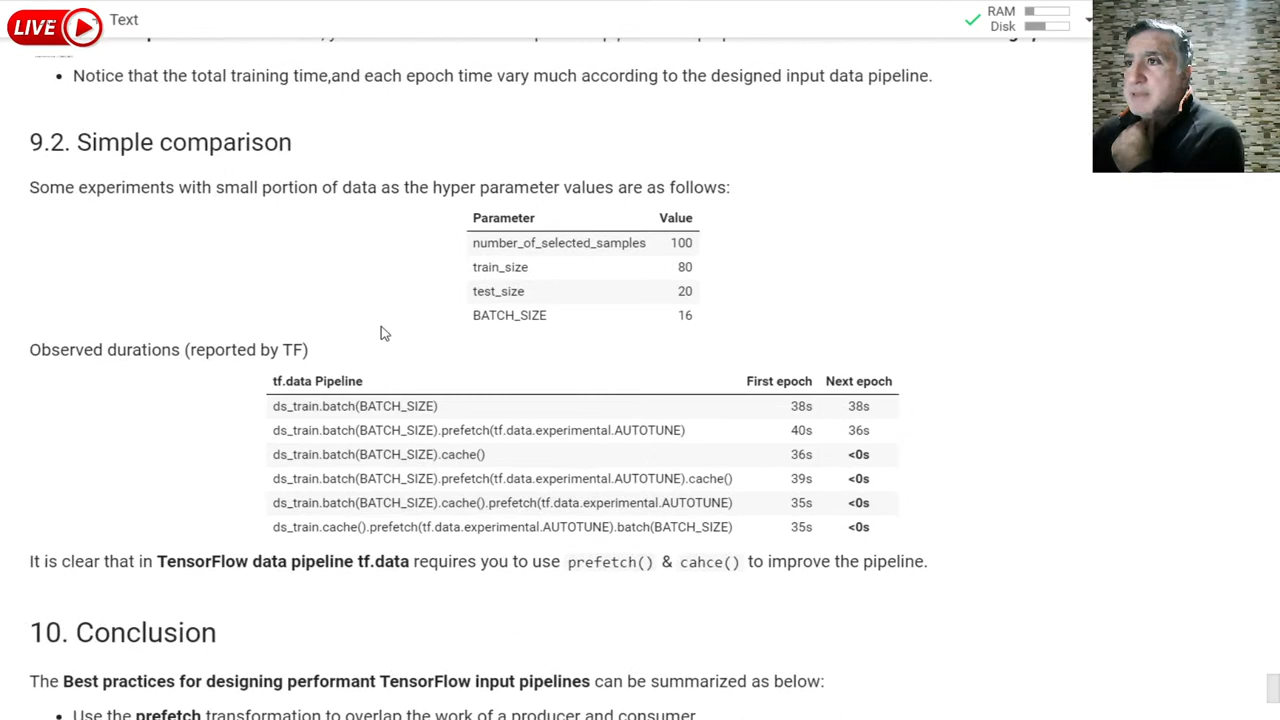 LIVE
Text
RAM
Disk
• Notice that the total training time,and each epoch time vary much according to the designed input data pipeline.
9.2. Simple comparison
Some experiments with small portion of data as the hyper parameter values are as follows:
Parameter Value
number_of_selected_samples 100
train_size 80
test_size 20
BATCH_SIZE 16
Observed durations (reported by TF)
tf.data Pipeline First epoch Next epoch
ds_train.batch(BATCH_SIZE) 38s 38s
ds_train.batch(BATCH_SIZE).prefetch(tf.data.experimental.AUTOTUNE) 40s 36s
ds_train.batch(BATCH_SIZE).cache() 36s <0s
ds_train.batch(BATCH_SIZE).prefetch(tf.data.experimental.AUTOTUNE).cache() 39s <0s
ds_train.batch(BATCH_SIZE).cache().prefetch(tf.data.experimental.AUTOTUNE) 35s <0s
ds_train.cache().prefetch(tf.data.experimental.AUTOTUNE).batch(BATCH_SIZE) 35s <0s
It is clear that in TensorFlow data pipeline tf.data requires you to use prefetch() & cahce() to improve the pipeline.
10. Conclusion
The Best practices for designing performant TensorFlow input pipelines can be summarized as below:
• Use the prefetch transformation to overlap the work of a producer and consumer